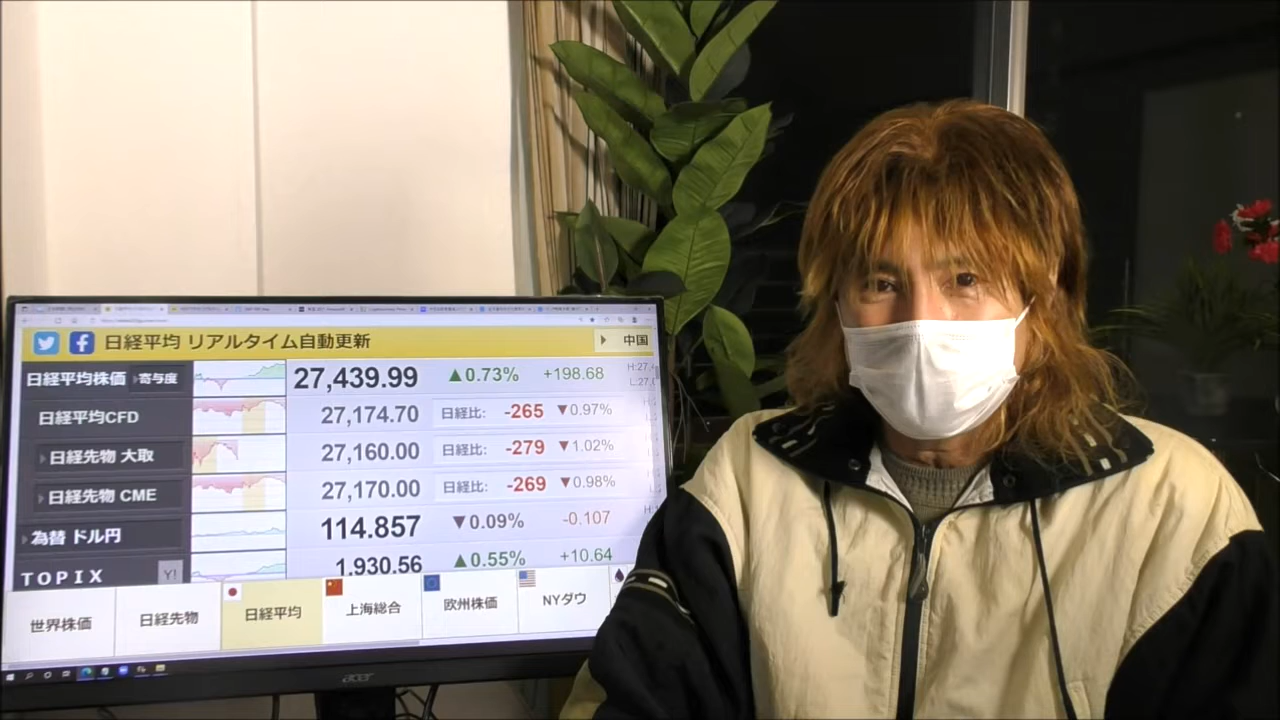 日経平均 リアルタイム自動更新 中国
日経平均株価 寄与度 27,439.99 ▲0.73% +198.68
日経平均CFD 27,174.70 日経比: -265 ▼0.97%
日経先物 大取 27,160.00 日経比: -279 ▼1.02%
日経先物 CME 27,170.00 日経比: -269 ▼0.98%
為替 ドル円 114.857 ▼0.09% -0.107
TOPIX Y! 1,930.56 ▲0.55% +10.64
世界株価 日経先物 日経平均 上海総合 欧州株価 NYダウ
acer